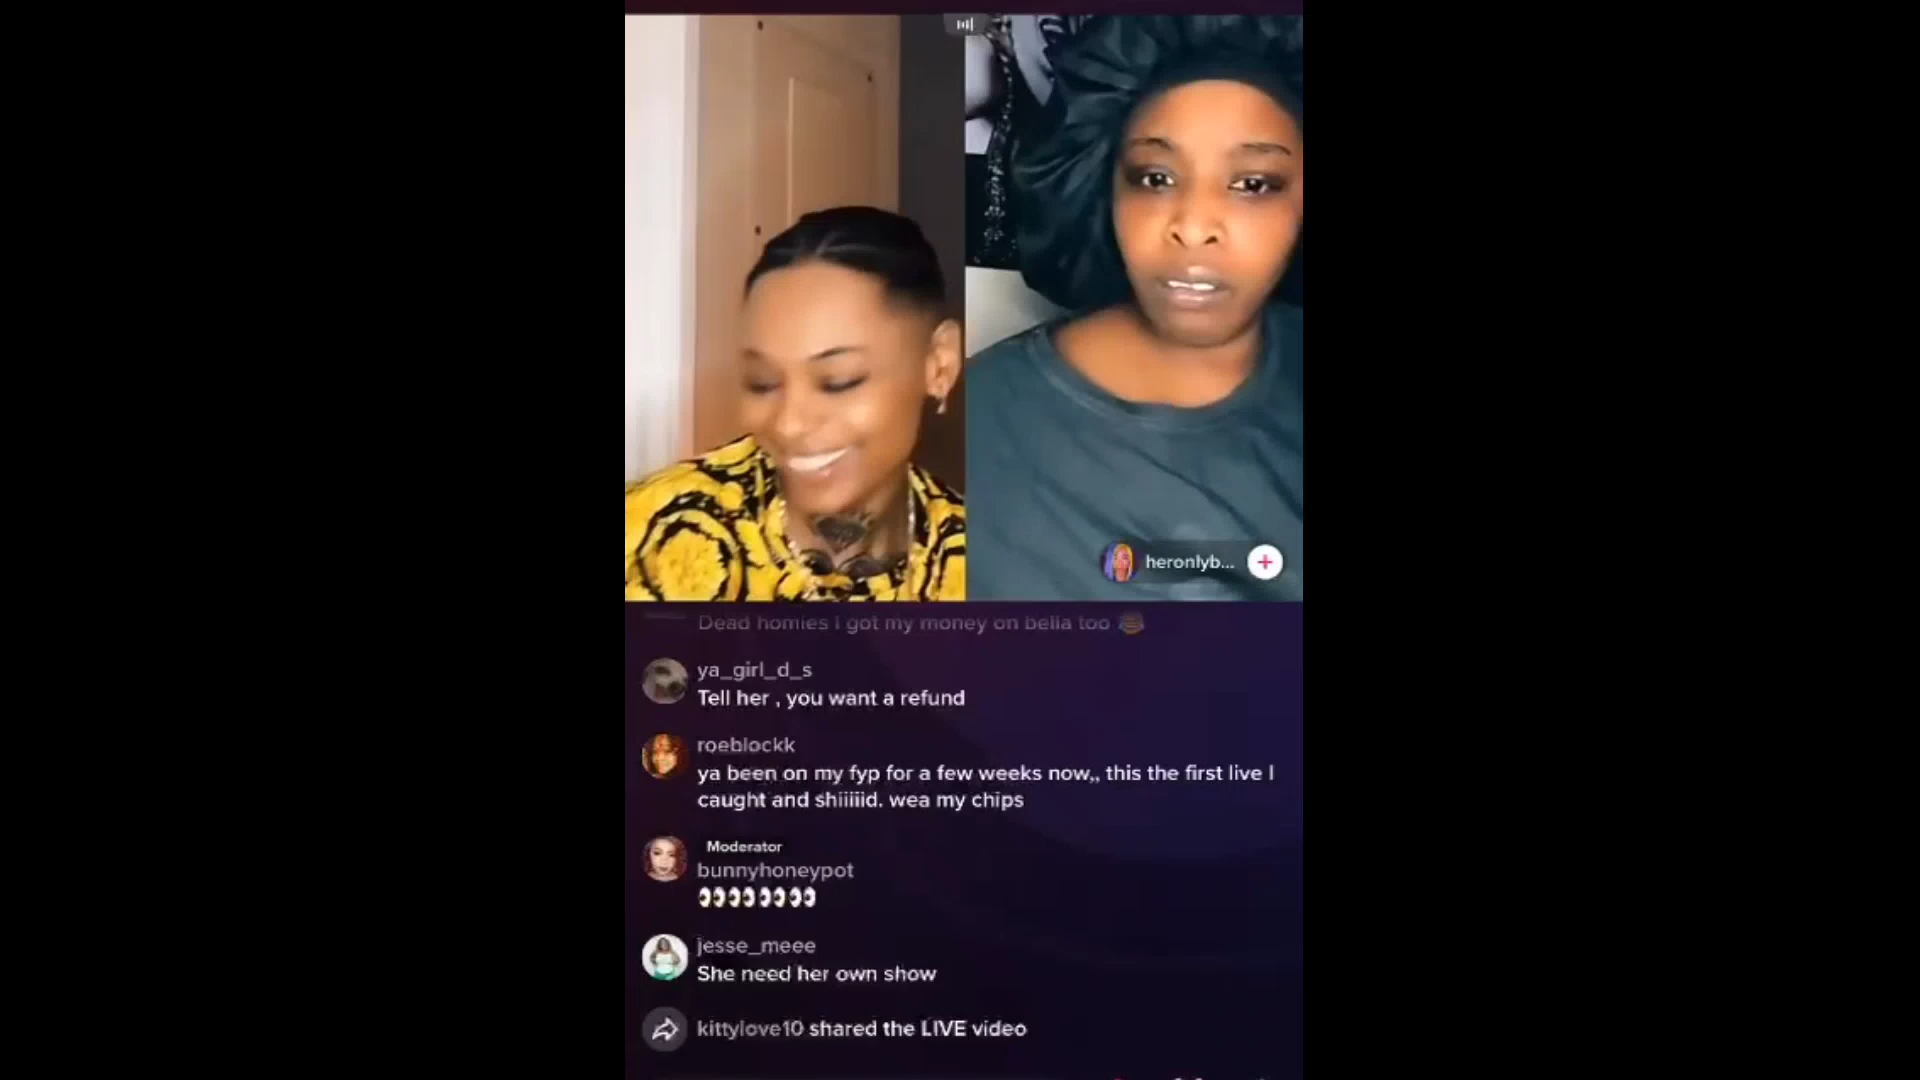 heronlyb...
Dead homies I got my money on bella too
ya_girl_d_s
Tell her , you want a refund
roeblockk
ya been on my fyp for a few weeks now,, this the first live I
caught and shiiiiid. wea my chips
Moderator
bunnyhoneypot
👀👀👀👀
jesse_meee
She need her own show
kittylove10 shared the LIVE video